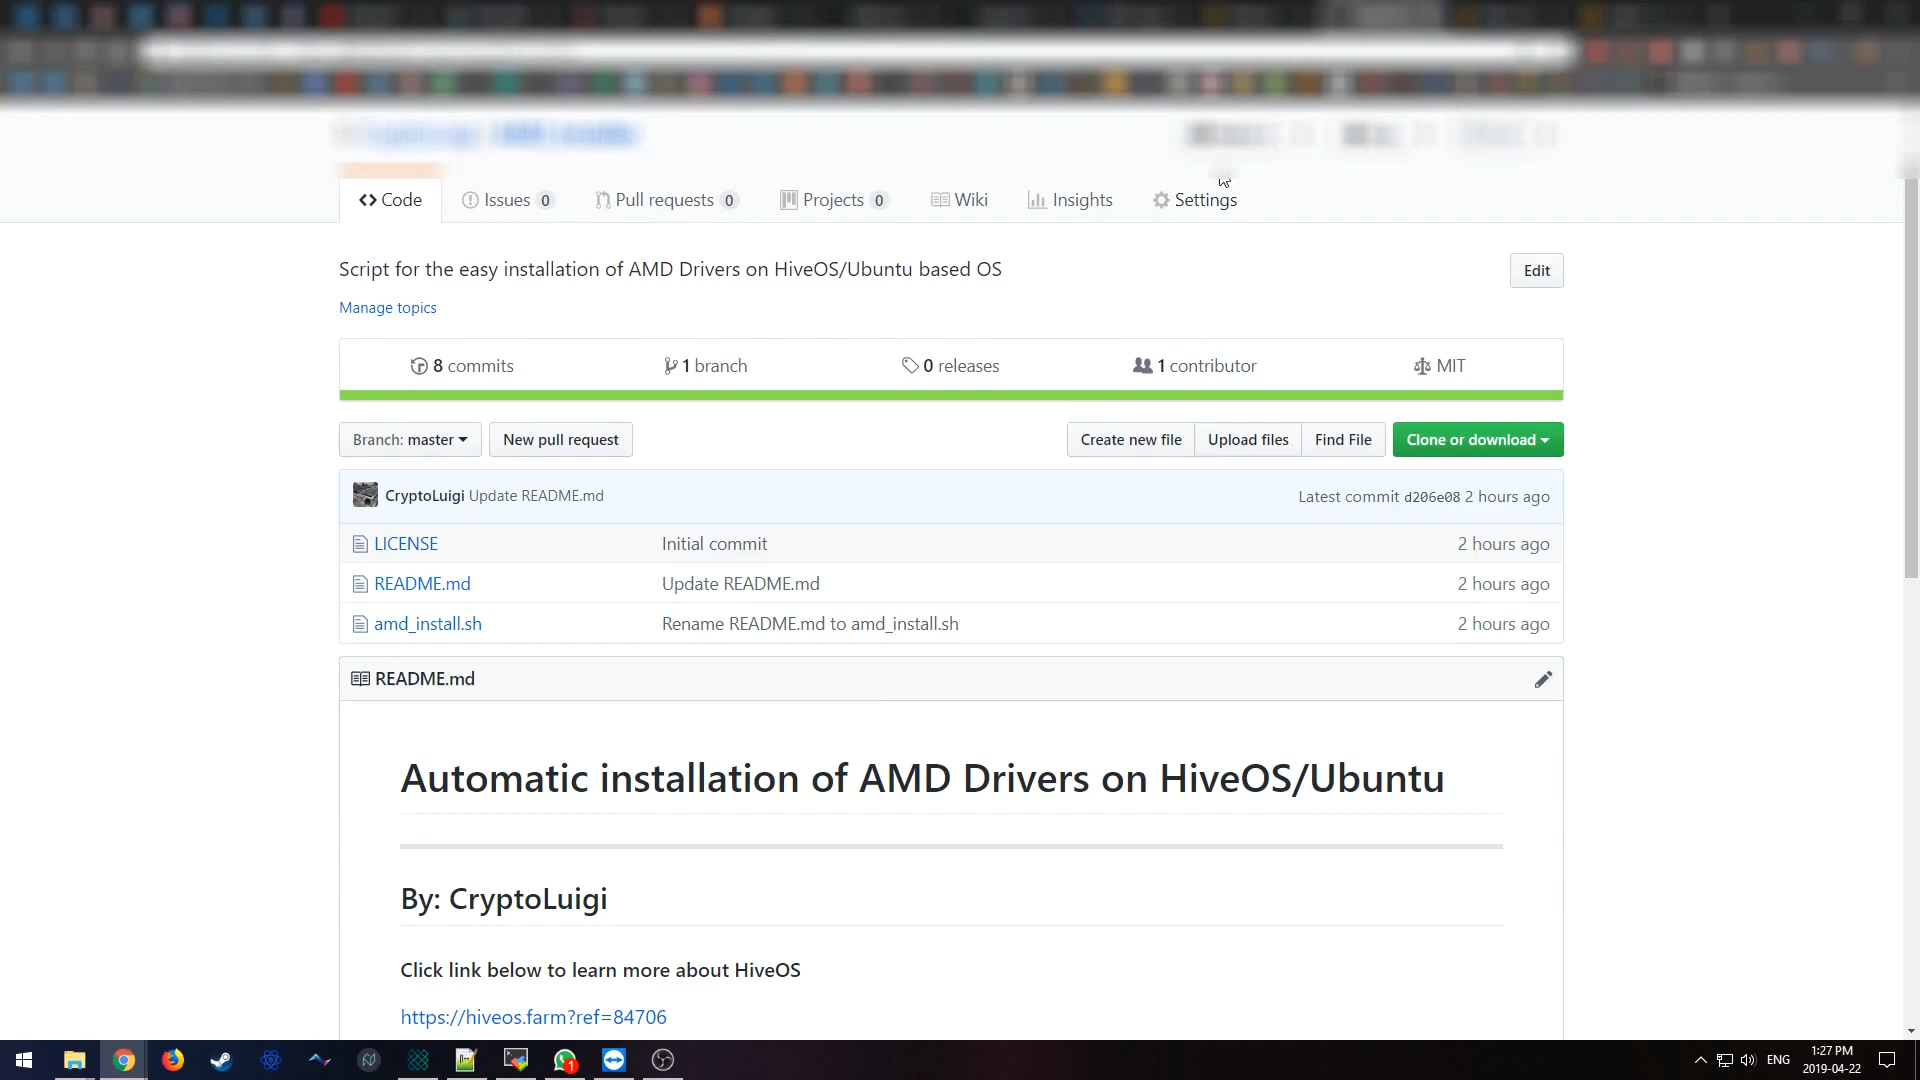 Code Issues 0 Pull requests 0 Projects 0 Wiki Insights Settings
Script for the easy installation of AMD Drivers on HiveOS/Ubuntu based OS
Edit
Manage topics
8 commits 1 branch 0 releases 1 contributor MIT
Branch: master New pull request Create new file Upload files Find File Clone or download
CryptoLuigi Update README.md Latest commit d206e08 2 hours ago
LICENSE Initial commit 2 hours ago
README.md Update README.md 2 hours ago
amd_install.sh Rename README.md to amd_install.sh 2 hours ago
README.md
Automatic installation of AMD Drivers on HiveOS/Ubuntu
By: CryptoLuigi
Click link below to learn more about HiveOS
https://hiveos.farm?ref=84706
1
ENG
1:27 PM
2019-04-22